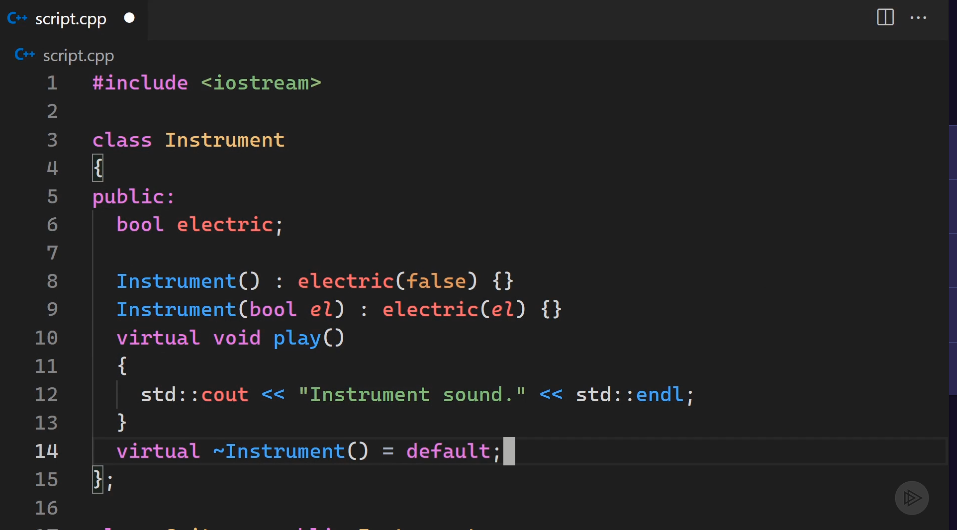 C++ script.cpp
C++ script.cpp
1 #include <iostream>
2
3 class Instrument
4 {
5 public:
6 bool electric;
7
8 Instrument() : electric(false) {}
9 Instrument(bool el) : electric(el) {}
10 virtual void play()
11 {
12 std::cout << "Instrument sound." << std::endl;
13 }
14 virtual ~Instrument() = default;
15 };
16